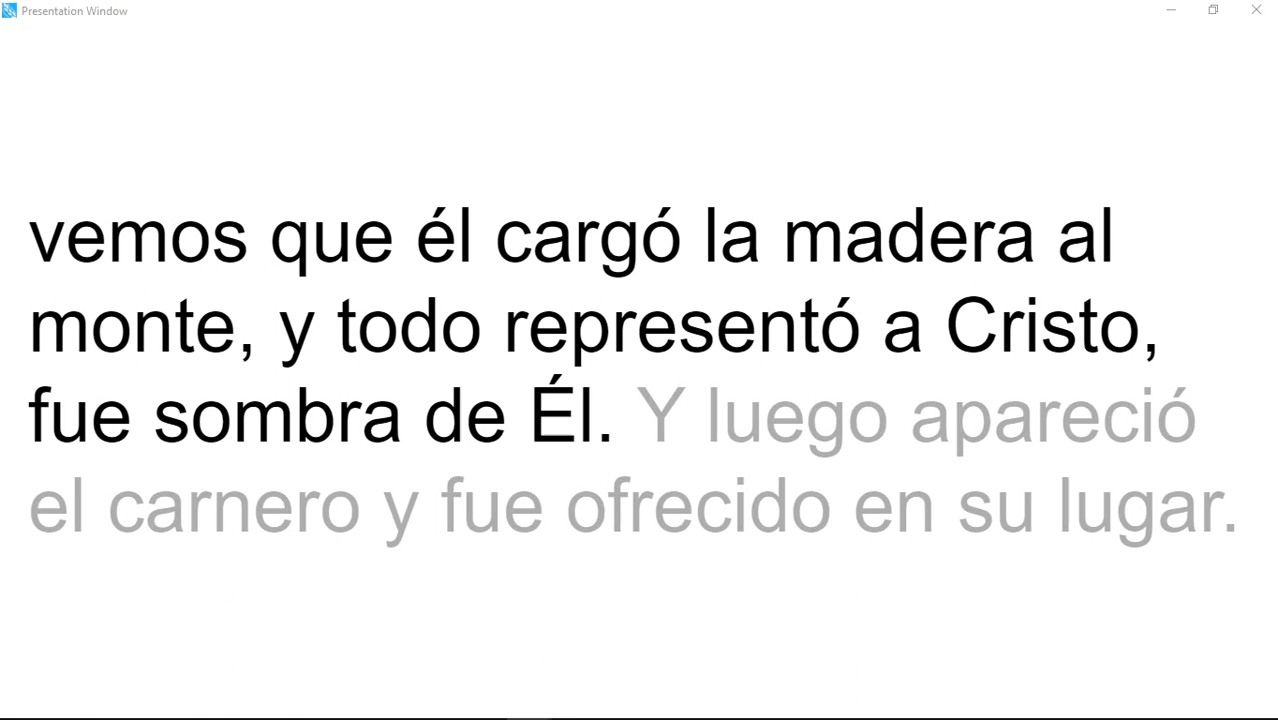 Presentation Window
vemos que él cargó la madera al
monte, y todo representó a Cristo,
fue sombra de Él. Y luego apareció
el carnero y fue ofrecido en su lugar.